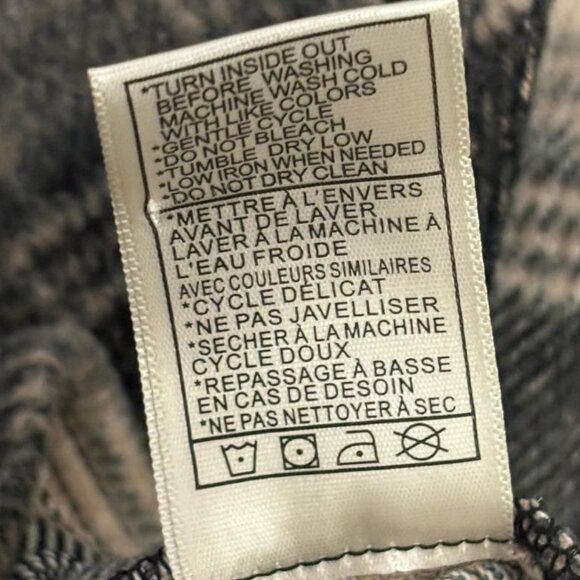 *TURN INSIDE OUT
BEFORE WASHING
MACHINE WASH COLD
WITH LIKE COLORS
*GENTLE CYCLE
*DO NOT BLEACH
*TUMBLE DRY LOW
*LOW IRON WHEN NEEDED
*DO NOT DRY CLEAN
*METTRE À L'ENVERS
AVANT DE LAVER
LAVER À LA MACHINE À
L'EAU FROIDE
AVEC COULEURS SIMILAIRES
*CYCLE DÉLICAT
*NE PAS JAVELLISER
*SÉCHER À LA MACHINE
CYCLE DOUX
*REPASSAGE À BASSE
EN CAS DE DESOIN
*NE PAS NETTOYER À SEC